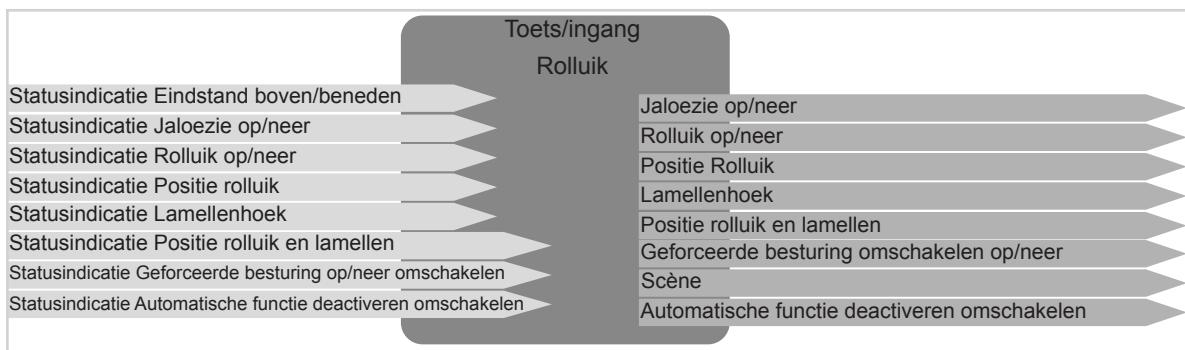 Toets/ingang
Rolluik
Statusindicatie Eindstand boven/beneden
Statusindicatie Jaloezie op/neer
Statusindicatie Rolluik op/neer
Statusindicatie Positie rolluik
Statusindicatie Lamellenhoek
Statusindicatie Positie rolluik en lamellen
Statusindicatie Geforceerde besturing op/neer omschakelen
Statusindicatie Automatische functie deactiveren omschakelen
Jaloezie op/neer
Rolluik op/neer
Positie Rolluik
Lamellenhoek
Positie rolluik en lamellen
Geforceerde besturing omschakelen op/neer
Scène
Automatische functie deactiveren omschakelen